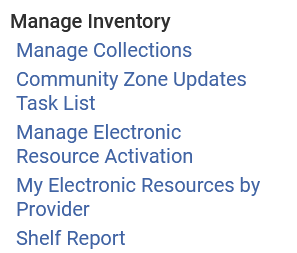 Manage Inventory
Manage Collections
Community Zone Updates
Task List
Manage Electronic
Resource Activation
My Electronic Resources by
Provider
Shelf Report